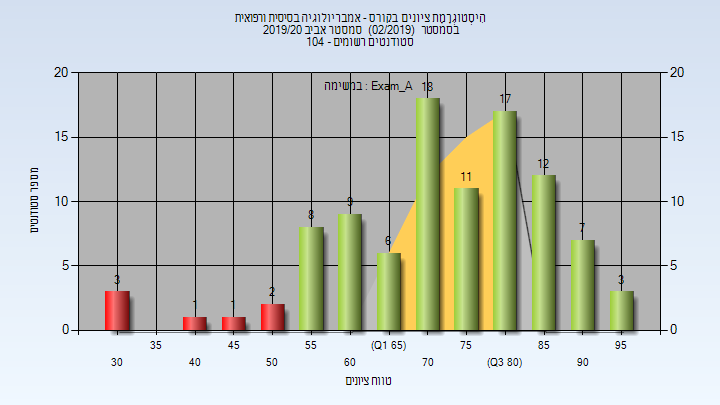 היסטוגרמת ציונים בקורס - אמבריולוגיה בסיסית ורפואית
בסמסטר (02/2019) סמסטר אביב 2019/20
סטודנטים רשומים - 104
במשימה : Exam_A
מספר סטודנטים
20 20
15 15
10 10
5 5
0 0
3 1 1 2 8 9 6 18 11 17 12 7 3
35 45 55 (Q1 65) 75 85 95
30 40 50 60 70 (Q3 80) 90
טווח ציונים